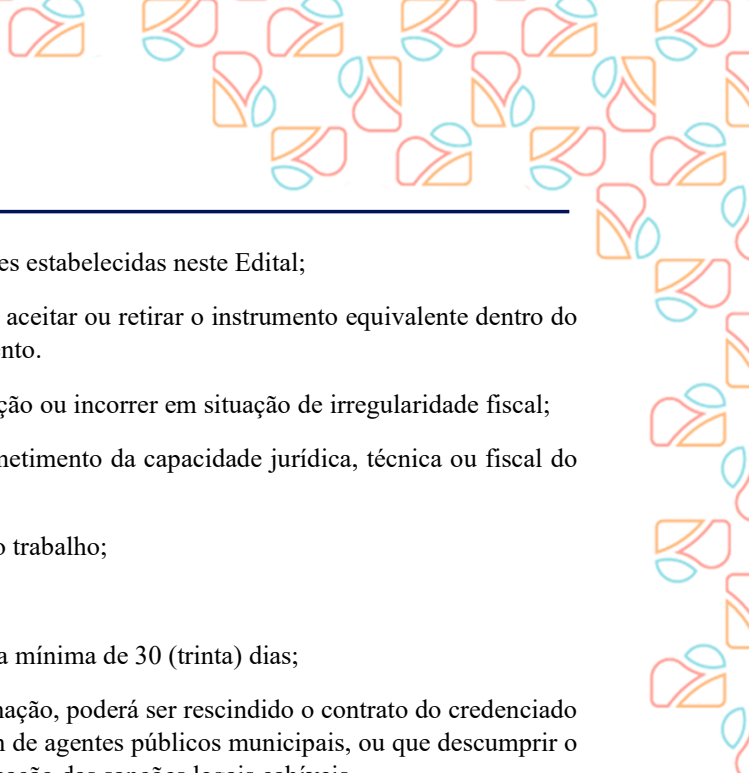 es estabelecidas neste Edital;
aceitar ou retirar o instrumento equivalente dentro do
nto.
ção ou incorrer em situação de irregularidade fiscal;
netimento da capacidade jurídica, técnica ou fiscal do
o trabalho;
a mínima de 30 (trinta) dias;
nação, poderá ser rescindido o contrato do credenciado
n de agentes públicos municipais, ou que descumprir o